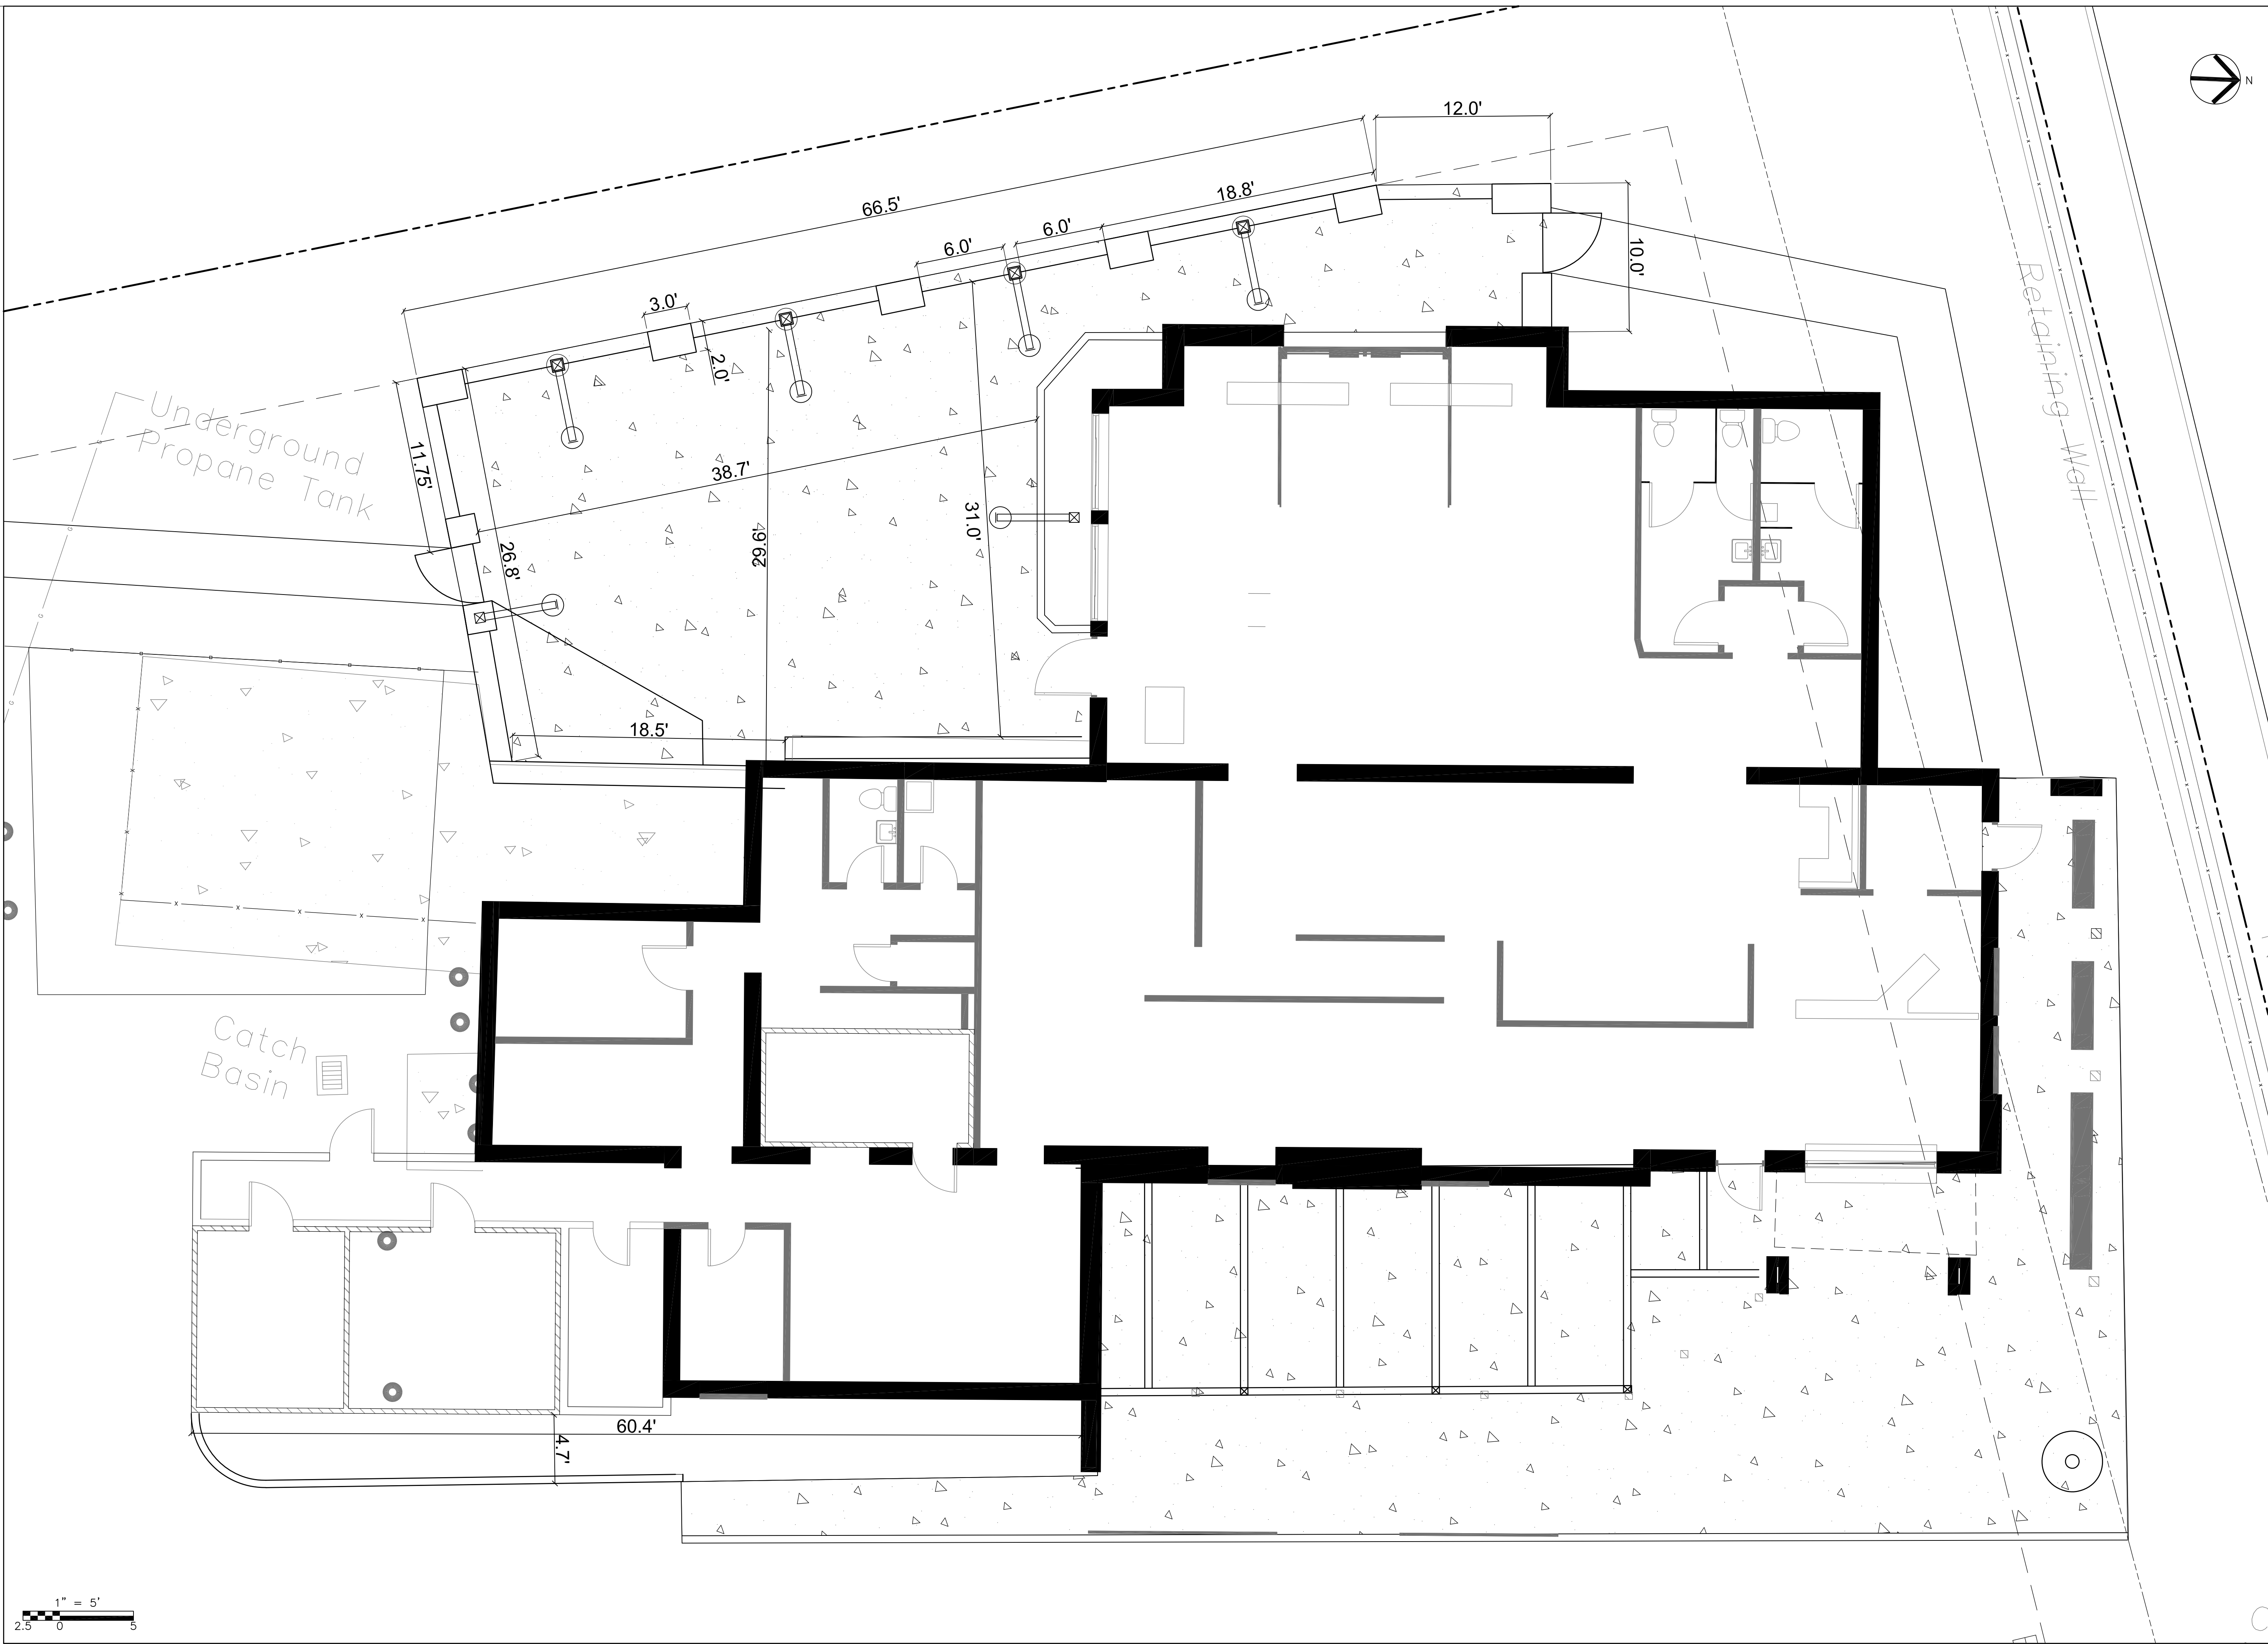 N
12.0'
66.5'
18.8'
6.0'
6.0'
10.0'
3.0'
2.0'
Retaining Wall
Underground
Propane Tank
11.75'
38.7'
26.8'
29.67'
31.0'
18.5'
Catch
Basin
60.4'
4.7'
1" = 5'
2.5 0 5